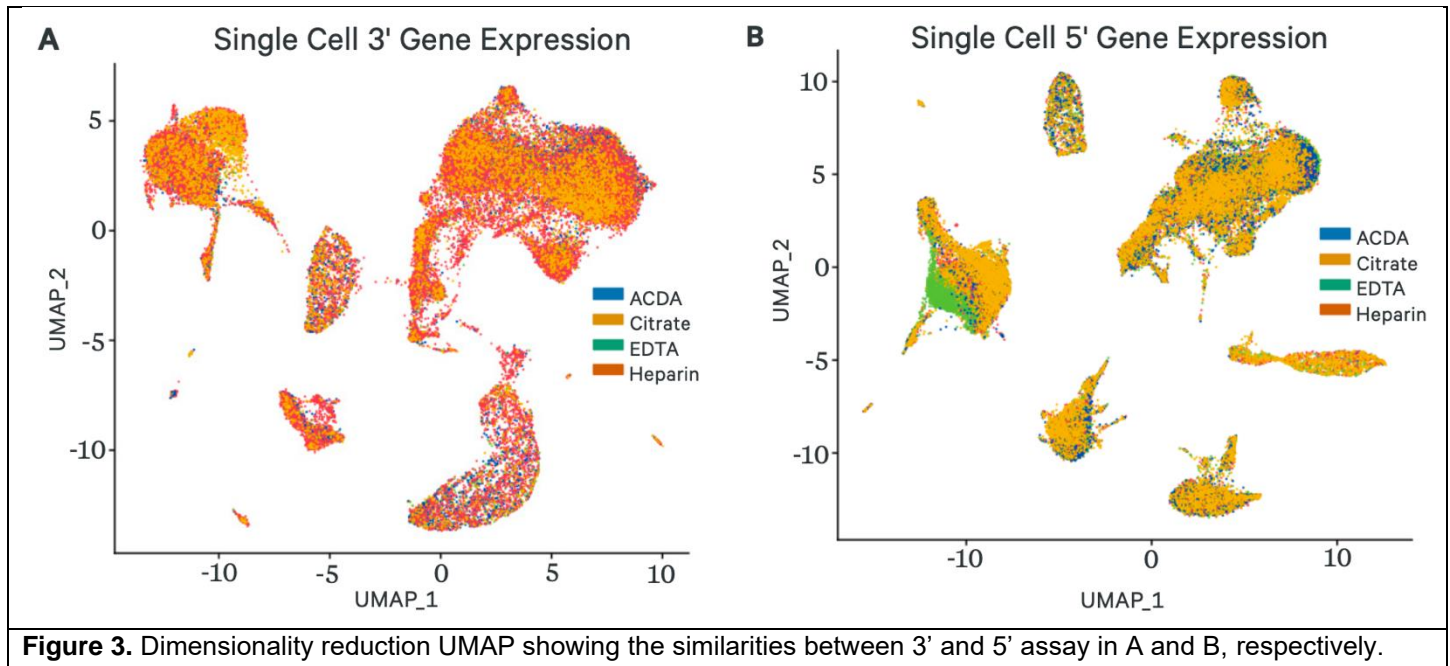 A
Single Cell 3' Gene Expression
5
0
-5
-10
UMAP_2
-10
-5
0
5
10
UMAP_1
ACDA
Citrate
EDTA
Heparin
B
Single Cell 5' Gene Expression
10
5
0
-5
-10
UMAP_2
-10
0
10
UMAP_1
ACDA
Citrate
EDTA
Heparin
Figure 3. Dimensionality reduction UMAP showing the similarities between 3’ and 5’ assay in A and B, respectively.